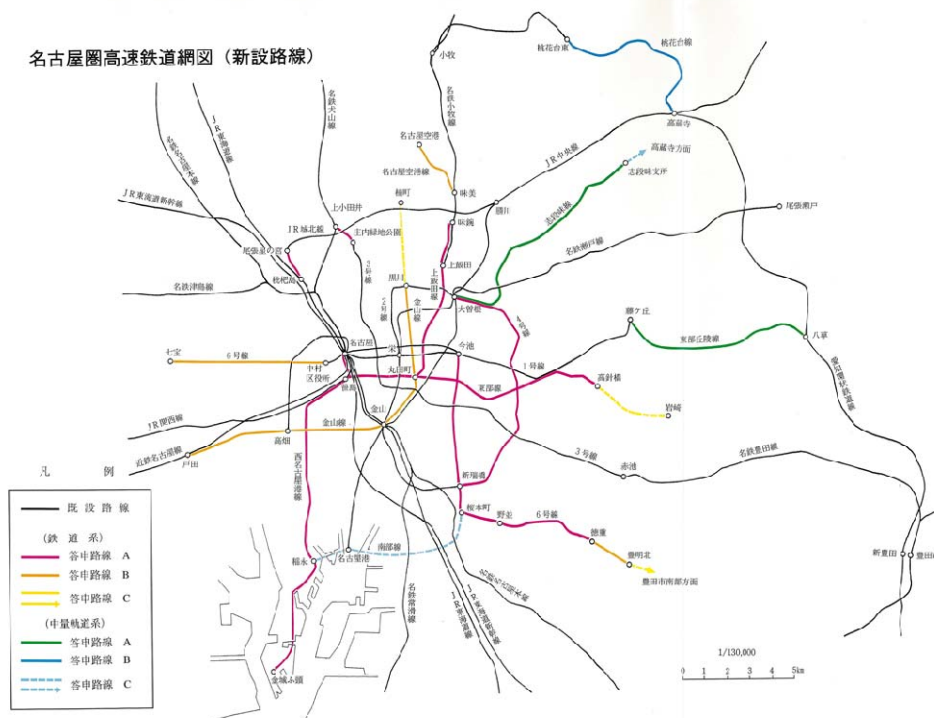 名古屋圏高速鉄道網図（新設路線）
小牧
桃花台東
桃花台線
高蔵寺
名鉄犬山線
名鉄小牧線
JR東海道線
名鉄名古屋本線
名古屋空港
名古屋空港線
JR中央線
高蔵寺方面
志段味支所
志段味線
味美
勝川
JR東海道新幹線
上小田井
味鋺
尾張瀬戸
JR城北線
庄内緑地公園
尾張星の宮
名鉄瀬戸線
枇杷島
上飯田
上飯田線
黒川
金山線
名鉄津島線
大曽根
藤ケ丘
東部丘陵線
八草
名古屋
栄
今池
七宝
6号線
中村
区役所
1号線
笹島
丸田町
東部線
高針橋
岩崎
愛知環状鉄道線
JR関西線
金山
高畑
金山線
近鉄名古屋線
戸田
3号線
赤池
名鉄豊田線
西名古屋港線
新瑞橋
桜本町
野並
6号線
徳重
豊明北
豊田市南部方面
新豊田
稲永
名古屋港
南部線
名鉄常滑線
名鉄名古屋本線
金城ふ頭
凡例
既設路線
(鉄道系)
答申路線 A
答申路線 B
答申路線 C
(中量軌道系)
答申路線 A
答申路線 B
答申路線 C
1/130,000
0 1 2 3 4 5km